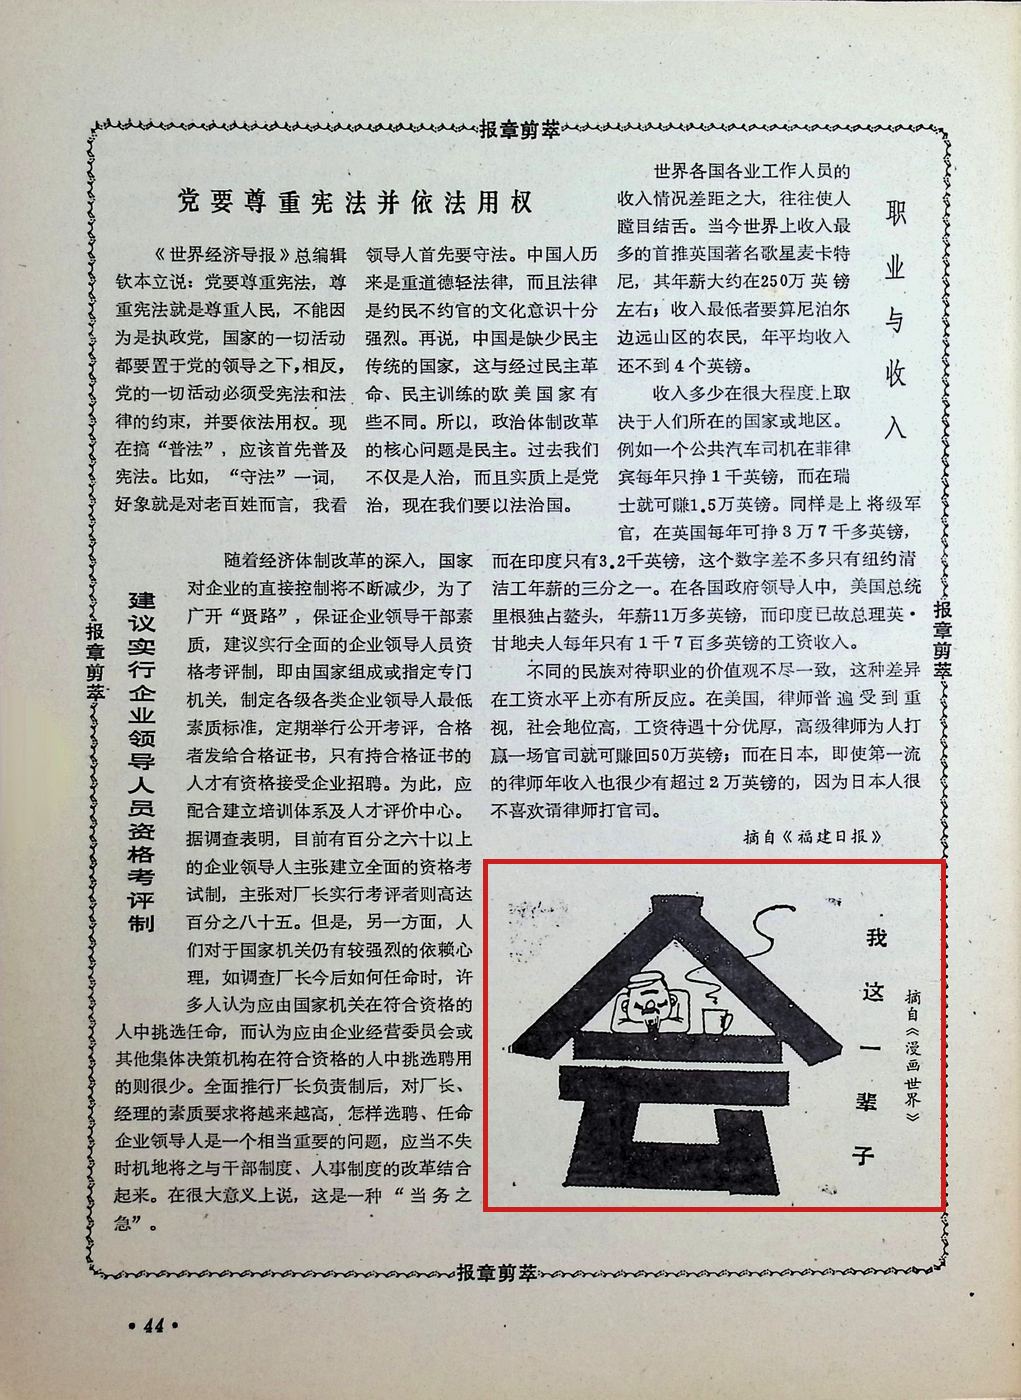 报章剪萃
党要尊重宪法并依法用权
《世界经济导报》总编辑
钦本立说：党要尊重宪法，尊
重宪法就是尊重人民，不能因
为是执政党，国家的一切活动
都要置于党的领导之下，相反，
党的一切活动必须受宪法和法
律的约束，并要依法用权。现
在搞“普法”，应该首先普及
宪法。比如，“守法”一词，
好象就是对老百姓而言，我看
领导人首先要守法。中国人历
来是重道德轻法律，而且法律
是约民不约官的文化意识十分
强烈。再说，中国是缺少民主
传统的国家，这与经过民主革
命、民主训练的欧美国家有
些不同。所以，政治体制改革
的核心问题是民主。过去我们
不仅是人治，而且实质上是党
治，现在我们要以法治国。
职业与收入
世界各国各业工作人员的
收入情况差距之大，往往使人
瞠目结舌。当今世界上收入最
多的首推英国著名歌星麦卡特
尼，其年薪大约在250万英镑
左右；收入最低者要算尼泊尔
边远山区的农民，年平均收入
还不到4个英镑。
收入多少在很大程度上取
决于人们所在的国家或地区。
例如一个公共汽车司机在菲律
宾每年只挣1千英镑，而在瑞
士就可赚1.5万英镑。同样是上将级军
官，在英国每年可挣3万7千多英镑，
而在印度只有3.2千英镑，这个数字差不多只有纽约清
洁工年薪的三分之一。在各国政府领导人中，美国总统
里根独占鳌头，年薪11万多英镑，而印度已故总理英·
甘地夫人每年只有1千7百多英镑的工资收入。
不同的民族对待职业的价值观不尽一致，这种差异
在工资水平上亦有所反应。在美国，律师普遍受到重
视，社会地位高，工资待遇十分优厚，高级律师为人打
赢一场官司就可赚回50万英镑；而在日本，即使第一流
的律师年收入也很少有超过2万英镑的，因为日本人很
不喜欢请律师打官司。
摘自《福建日报》
建议实行企业领导人员资格考评制
随着经济体制改革的深入，国家
对企业的直接控制将不断减少，为了
广开“贤路”，保证企业领导干部素
质，建议实行全面的企业领导人员资
格考评制，即由国家组成或指定专门
机关，制定各级各类企业领导人最低
素质标准，定期举行公开考评，合格
者发给合格证书，只有持合格证书的
人才有资格接受企业招聘。为此，应
配合建立培训体系及人才评价中心。
据调查表明，目前有百分之六十以上
的企业领导人主张建立全面的资格考
试制，主张对厂长实行考评者则高达
百分之八十五。但是，另一方面，人
们对于国家机关仍有较强烈的依赖心
理，如调查厂长今后如何任命时，许
多人认为应由国家机关在符合资格的
人中挑选任命，而认为应由企业经营委员会或
其他集体决策机构在符合资格的人中挑选聘用
的则很少。全面推行厂长负责制后，对厂长、
经理的素质要求将越来越高，怎样选聘、任命
企业领导人是一个相当重要的问题，应当不失
时机地将之与干部制度、人事制度的改革结合
起来。在很大意义上说，这是一种“当务之
急”。
我这一辈子
摘自《漫画世界》
报章剪萃
报章剪萃
报章剪萃
·44·